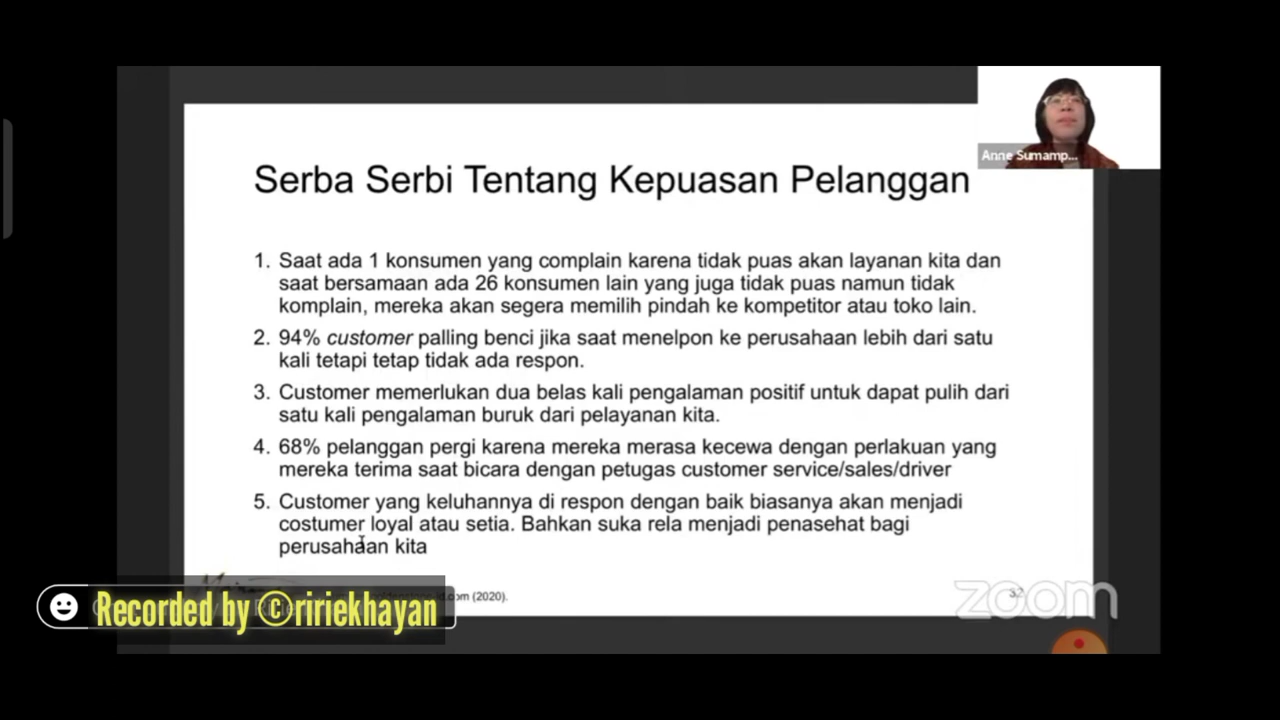 Anne Sumamp...
Serba Serbi Tentang Kepuasan Pelanggan
1. Saat ada 1 konsumen yang complain karena tidak puas akan layanan kita dan
saat bersamaan ada 26 konsumen lain yang juga tidak puas namun tidak
komplain, mereka akan segera memilih pindah ke kompetitor atau toko lain.
2. 94% customer palling benci jika saat menelpon ke perusahaan lebih dari satu
kali tetapi tetap tidak ada respon.
3. Customer memerlukan dua belas kali pengalaman positif untuk dapat pulih dari
satu kali pengalaman buruk dari pelayanan kita.
4. 68% pelanggan pergi karena mereka merasa kecewa dengan perlakuan yang
mereka terima saat bicara dengan petugas customer service/sales/driver
5. Customer yang keluhannya di respon dengan baik biasanya akan menjadi
costumer loyal atau setia. Bahkan suka rela menjadi penasehat bagi
perusahaan kita
(2020).
32
zoom
Recorded by ©ririekhayan